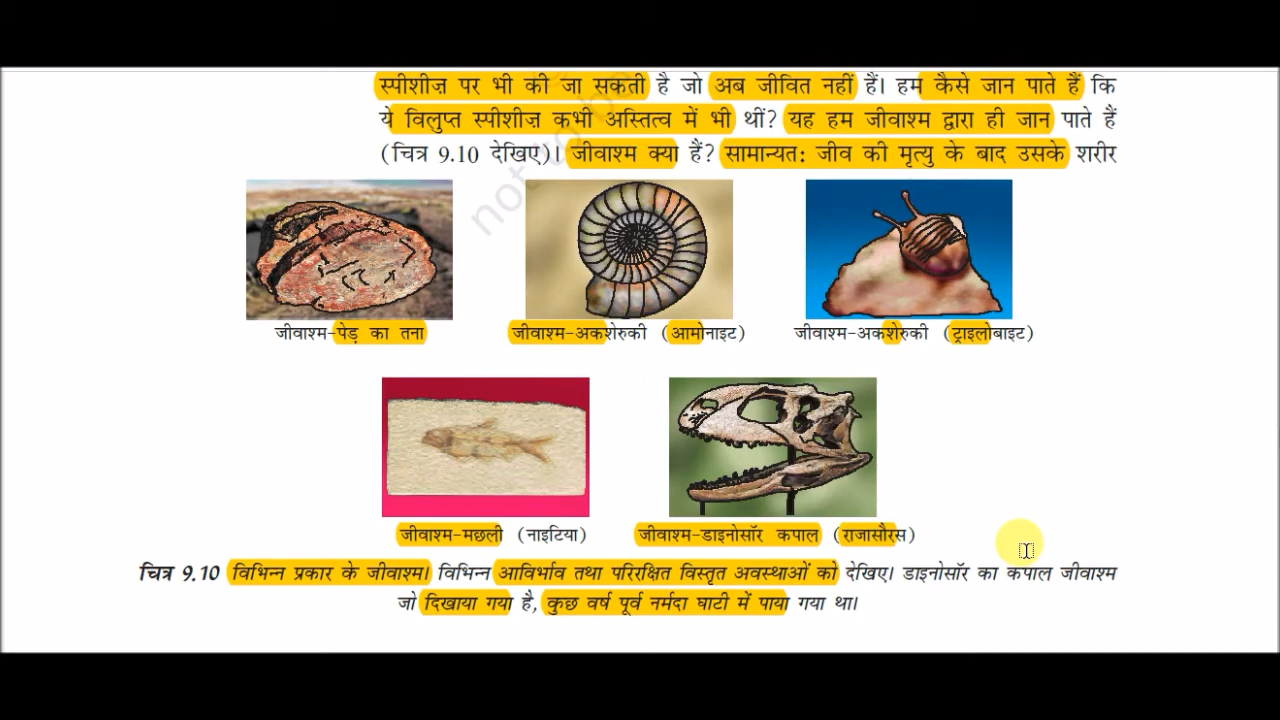 स्पीशीज़ पर भी की जा सकती है जो अब जीवित नहीं हैं। हम कैसे जान पाते हैं कि
ये विलुप्त स्पीशीज़ कभी अस्तित्व में भी थीं? यह हम जीवाश्म द्वारा ही जान पाते हैं
(चित्र 9.10 देखिए)। जीवाश्म क्या हैं? सामान्यत: जीव की मृत्यु के बाद उसके शरीर
जीवाश्म-पेड़ का तना
जीवाश्म-अकशेरुकी (आमोनाइट)
जीवाश्म-अकशेरुकी (ट्राइलोबाइट)
जीवाश्म-मछली (नाइटिया)
जीवाश्म-डाइनोसॉर कपाल (राजासौरस)
चित्र 9.10 विभिन्न प्रकार के जीवाश्म। विभिन्न आविर्भाव तथा परिरक्षित विस्तृत अवस्थाओं को देखिए। डाइनोसॉर का कपाल जीवाश्म
जो दिखाया गया है, कुछ वर्ष पूर्व नर्मदा घाटी में पाया गया था।
not